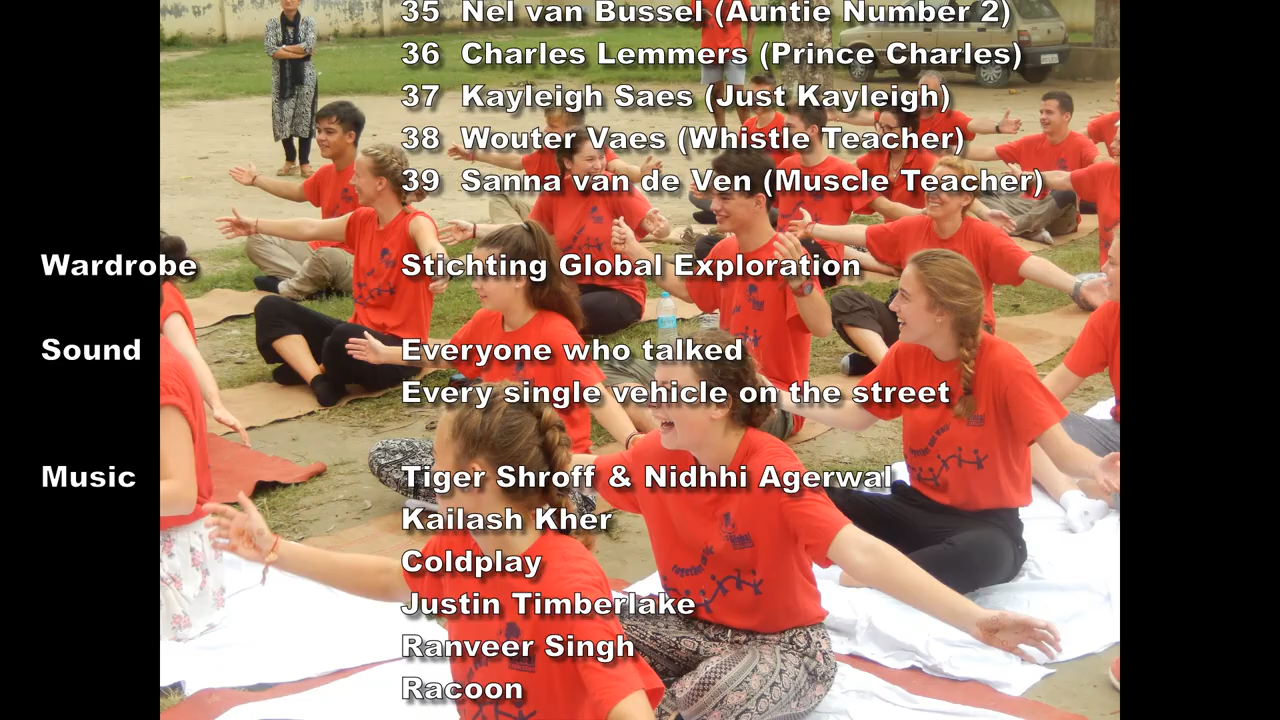 35 Nel van Bussel (Auntie Number 2)
36 Charles Lemmers (Prince Charles)
37 Kayleigh Saes (Just Kayleigh)
38 Wouter Vaes (Whistle Teacher)
39 Sanna van de Ven (Muscle Teacher)
Wardrobe Stichting Global Exploration
Sound Everyone who talked
Every single vehicle on the street
Music Tiger Shroff & Nidhhi Agerwal
Kailash Kher
Coldplay
Justin Timberlake
Ranveer Singh
Racoon